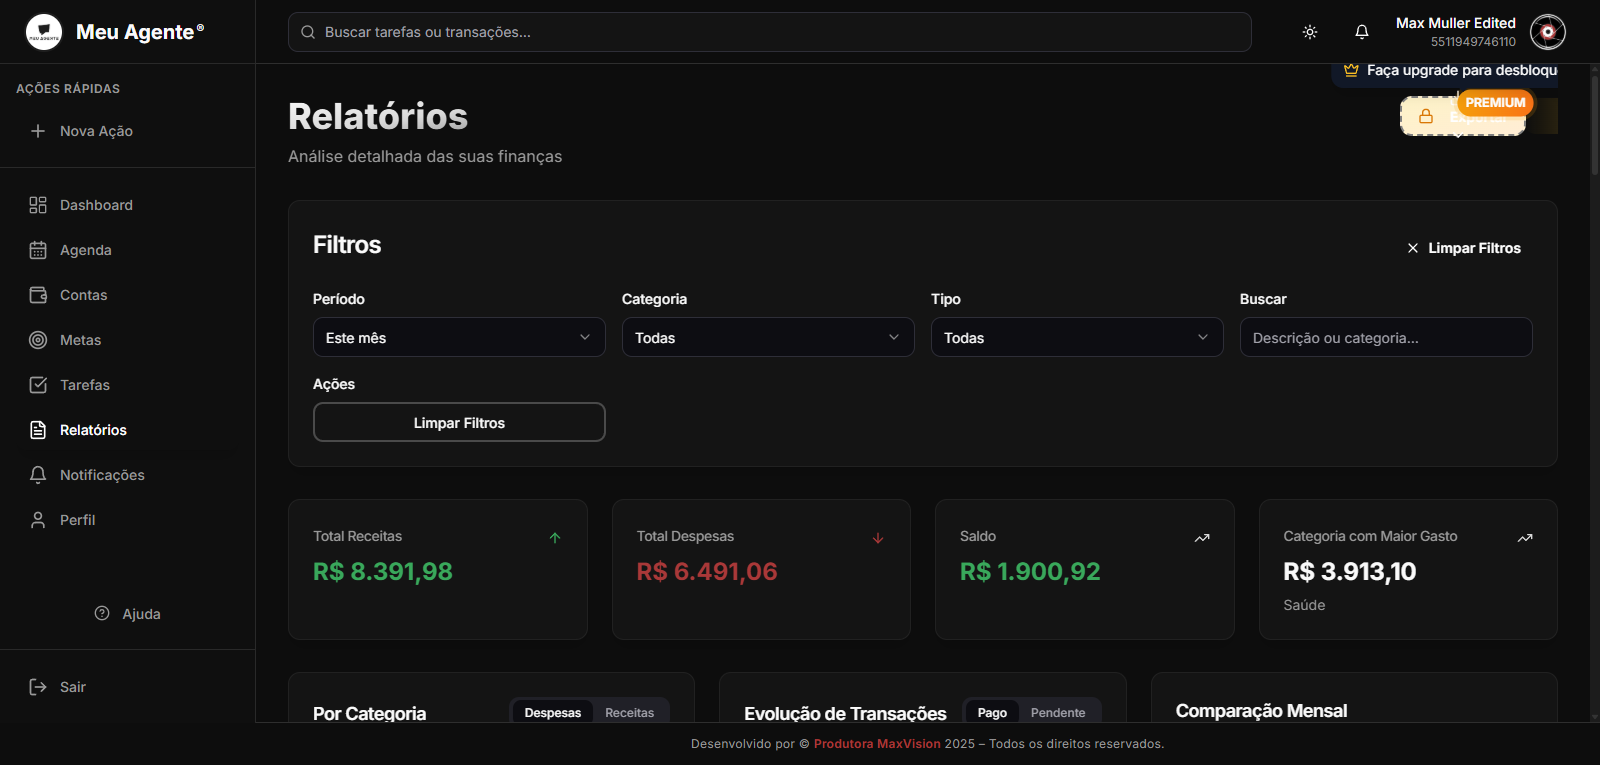 Meu Agente®
Buscar tarefas ou transações...
Max Muller Edited
5511949746110
AÇÕES RÁPIDAS
Nova Ação
Dashboard
Agenda
Contas
Metas
Tarefas
Relatórios
Notificações
Perfil
Ajuda
Sair
Faça upgrade para desbloqu
PREMIUM
Relatórios
Análise detalhada das suas finanças
Filtros
Limpar Filtros
Período
Categoria
Tipo
Buscar
Este mês
Todas
Todas
Descrição ou categoria...
Ações
Limpar Filtros
Total Receitas
R$ 8.391,98
Total Despesas
R$ 6.491,06
Saldo
R$ 1.900,92
Categoria com Maior Gasto
R$ 3.913,10
Saúde
Por Categoria
Despesas
Receitas
Evolução de Transações
Pago
Pendente
Comparação Mensal
Desenvolvido por © Produtora MaxVision 2025 – Todos os direitos reservados.